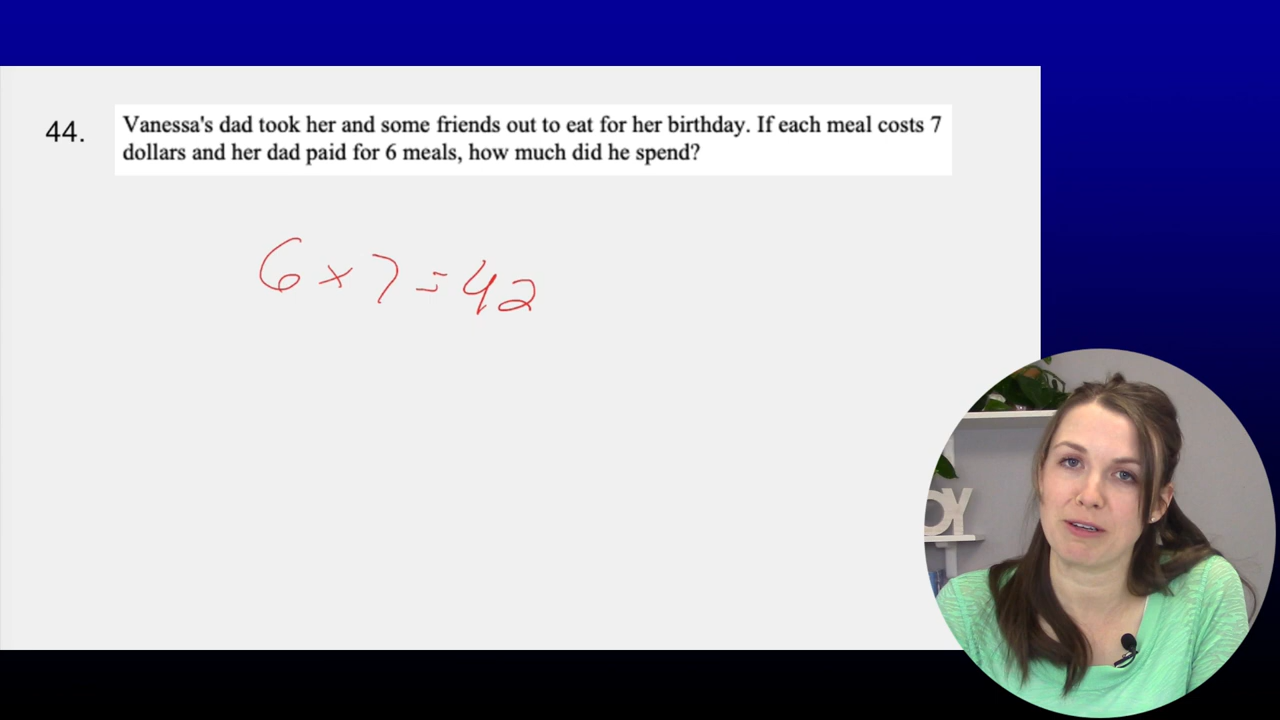 44.
Vanessa's dad took her and some friends out to eat for her birthday. If each meal costs 7
dollars and her dad paid for 6 meals, how much did he spend?
6 x 7 = 42
OY